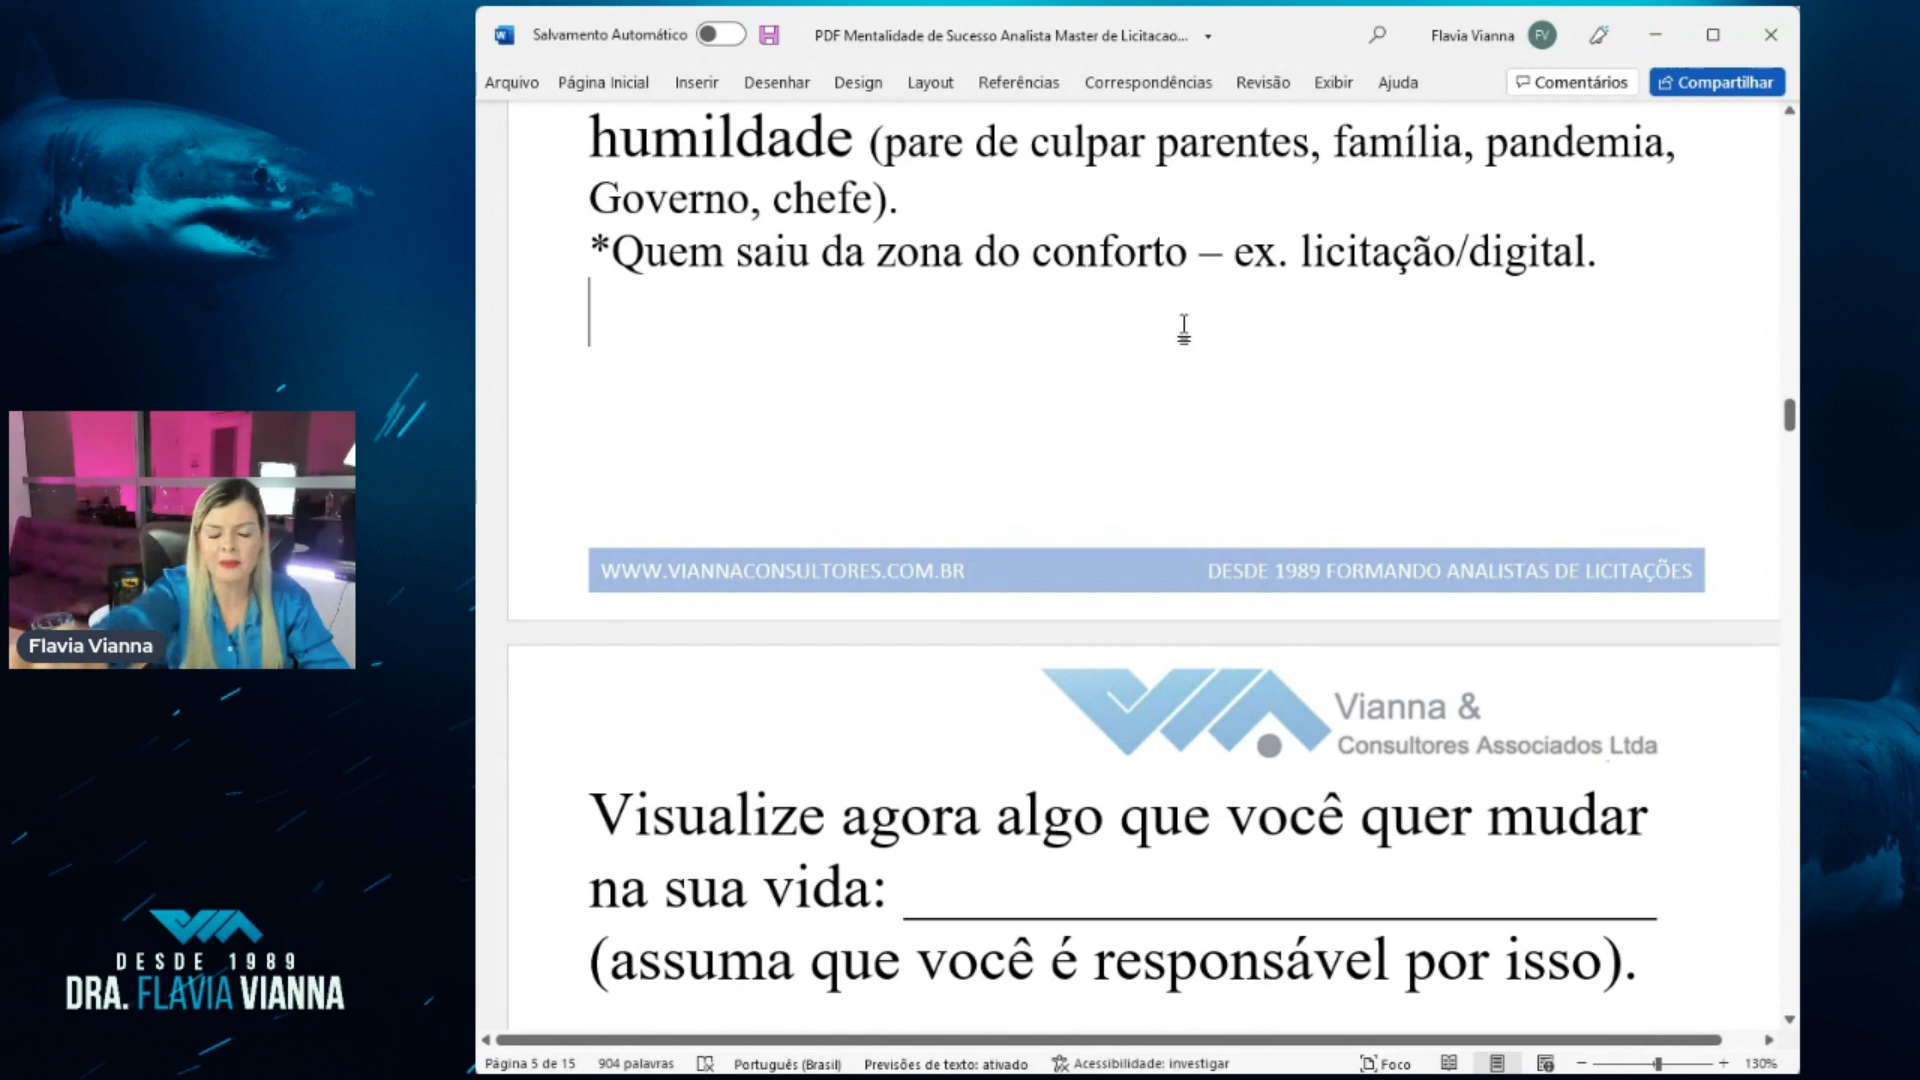 Salvamento Automático
PDF Mentalidade de Sucesso Analista Master de Licitacao...
Flavia Vianna
FV
Arquivo Página Inicial Inserir Desenhar Design Layout Referências Correspondências Revisão Exibir Ajuda
Comentários
Compartilhar
humildade (pare de culpar parentes, família, pandemia,
Governo, chefe).
*Quem saiu da zona do conforto – ex. licitação/digital.
WWW.VIANNACONSULTORES.COM.BR
DESDE 1989 FORMANDO ANALISTAS DE LICITAÇÕES
Vianna &
Consultores Associados Ltda
Visualize agora algo que você quer mudar
na sua vida: ____________________
(assuma que você é responsável por isso).
Flavia Vianna
DESDE 1989
DRA. FLAVIA VIANNA
Página 5 de 15 904 palavras Português (Brasil) Previsões de texto: ativado Acessibilidade: investigar Foco 130%